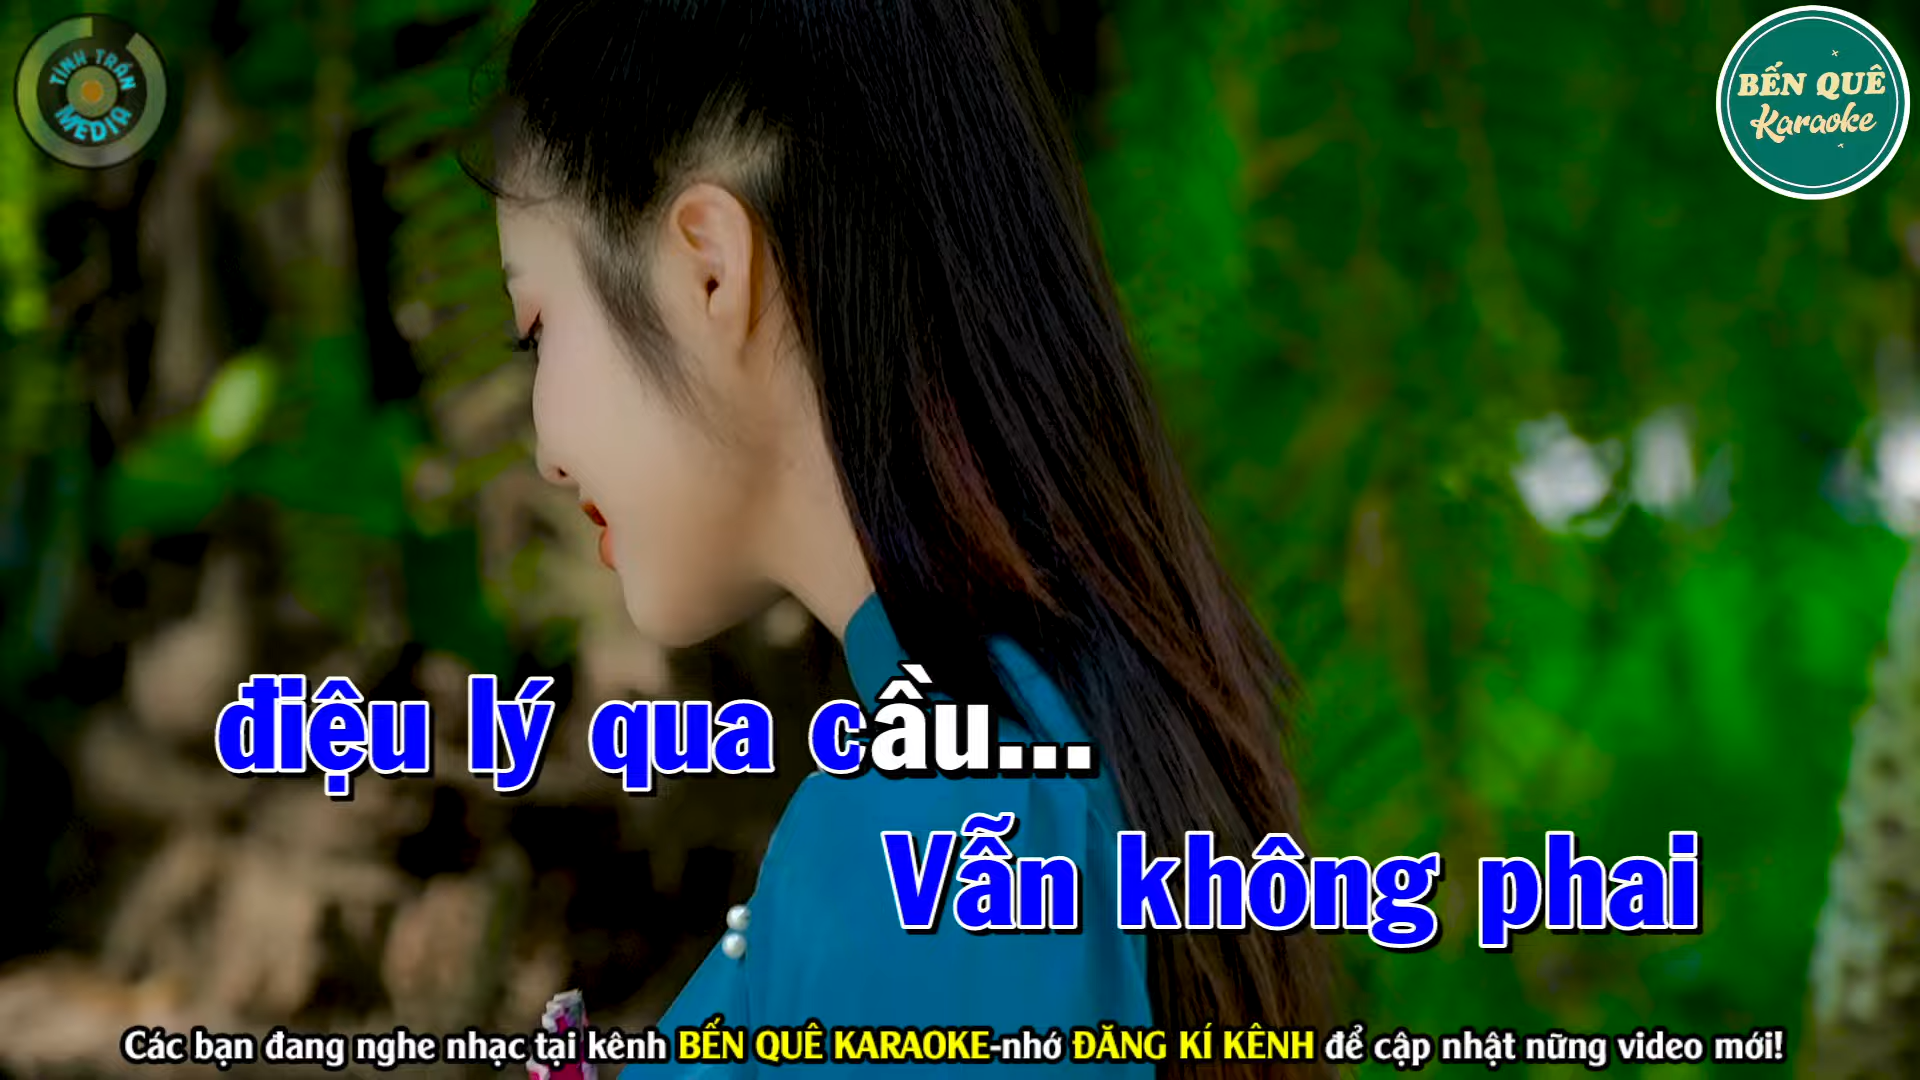 TÌNH TRẦN
MEDIA
BẾN QUÊ
Karaoke
điệu lý qua cầu...
Vẫn không phai
Các bạn đang nghe nhạc tại kênh BẾN QUÊ KARAOKE-nhớ ĐĂNG KÍ KÊNH để cập nhật nững video mới!